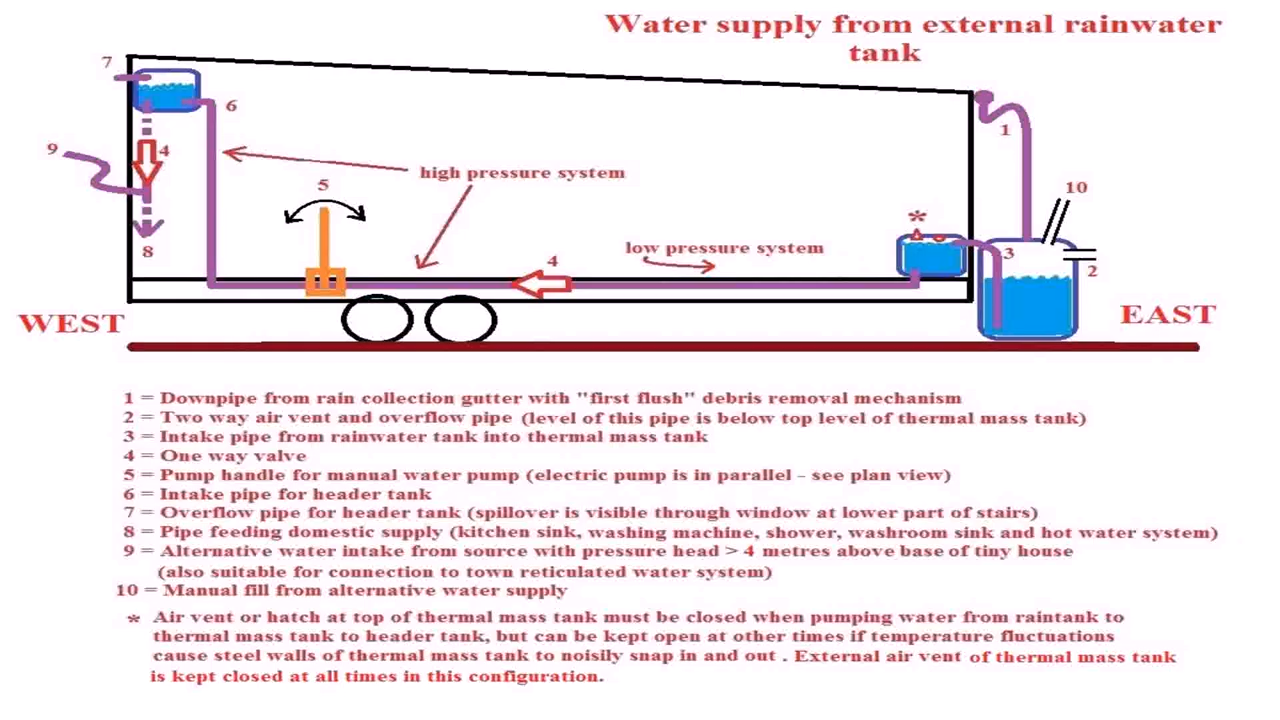 Water supply from external rainwater
tank
7
6
1
9
4
high pressure system
5
10
*
8
4
low pressure system
3
2
WEST
EAST
1 = Downpipe from rain collection gutter with "first flush" debris removal mechanism
2 = Two way air vent and overflow pipe (level of this pipe is below top level of thermal mass tank)
3 = Intake pipe from rainwater tank into thermal mass tank
4 = One way valve
5 = Pump handle for manual water pump (electric pump is in parallel - see plan view)
6 = Intake pipe for header tank
7 = Overflow pipe for header tank (spillover is visible through window at lower part of stairs)
8 = Pipe feeding domestic supply (kitchen sink, washing machine, shower, washroom sink and hot water system)
9 = Alternative water intake from source with pressure head > 4 metres above base of tiny house
(also suitable for connection to town reticulated water system)
10 = Manual fill from alternative water supply
* Air vent or hatch at top of thermal mass tank must be closed when pumping water from raintank to
thermal mass tank to header tank, but can be kept open at other times if temperature fluctuations
cause steel walls of thermal mass tank to noisily snap in and out . External air vent of thermal mass tank
is kept closed at all times in this configuration.